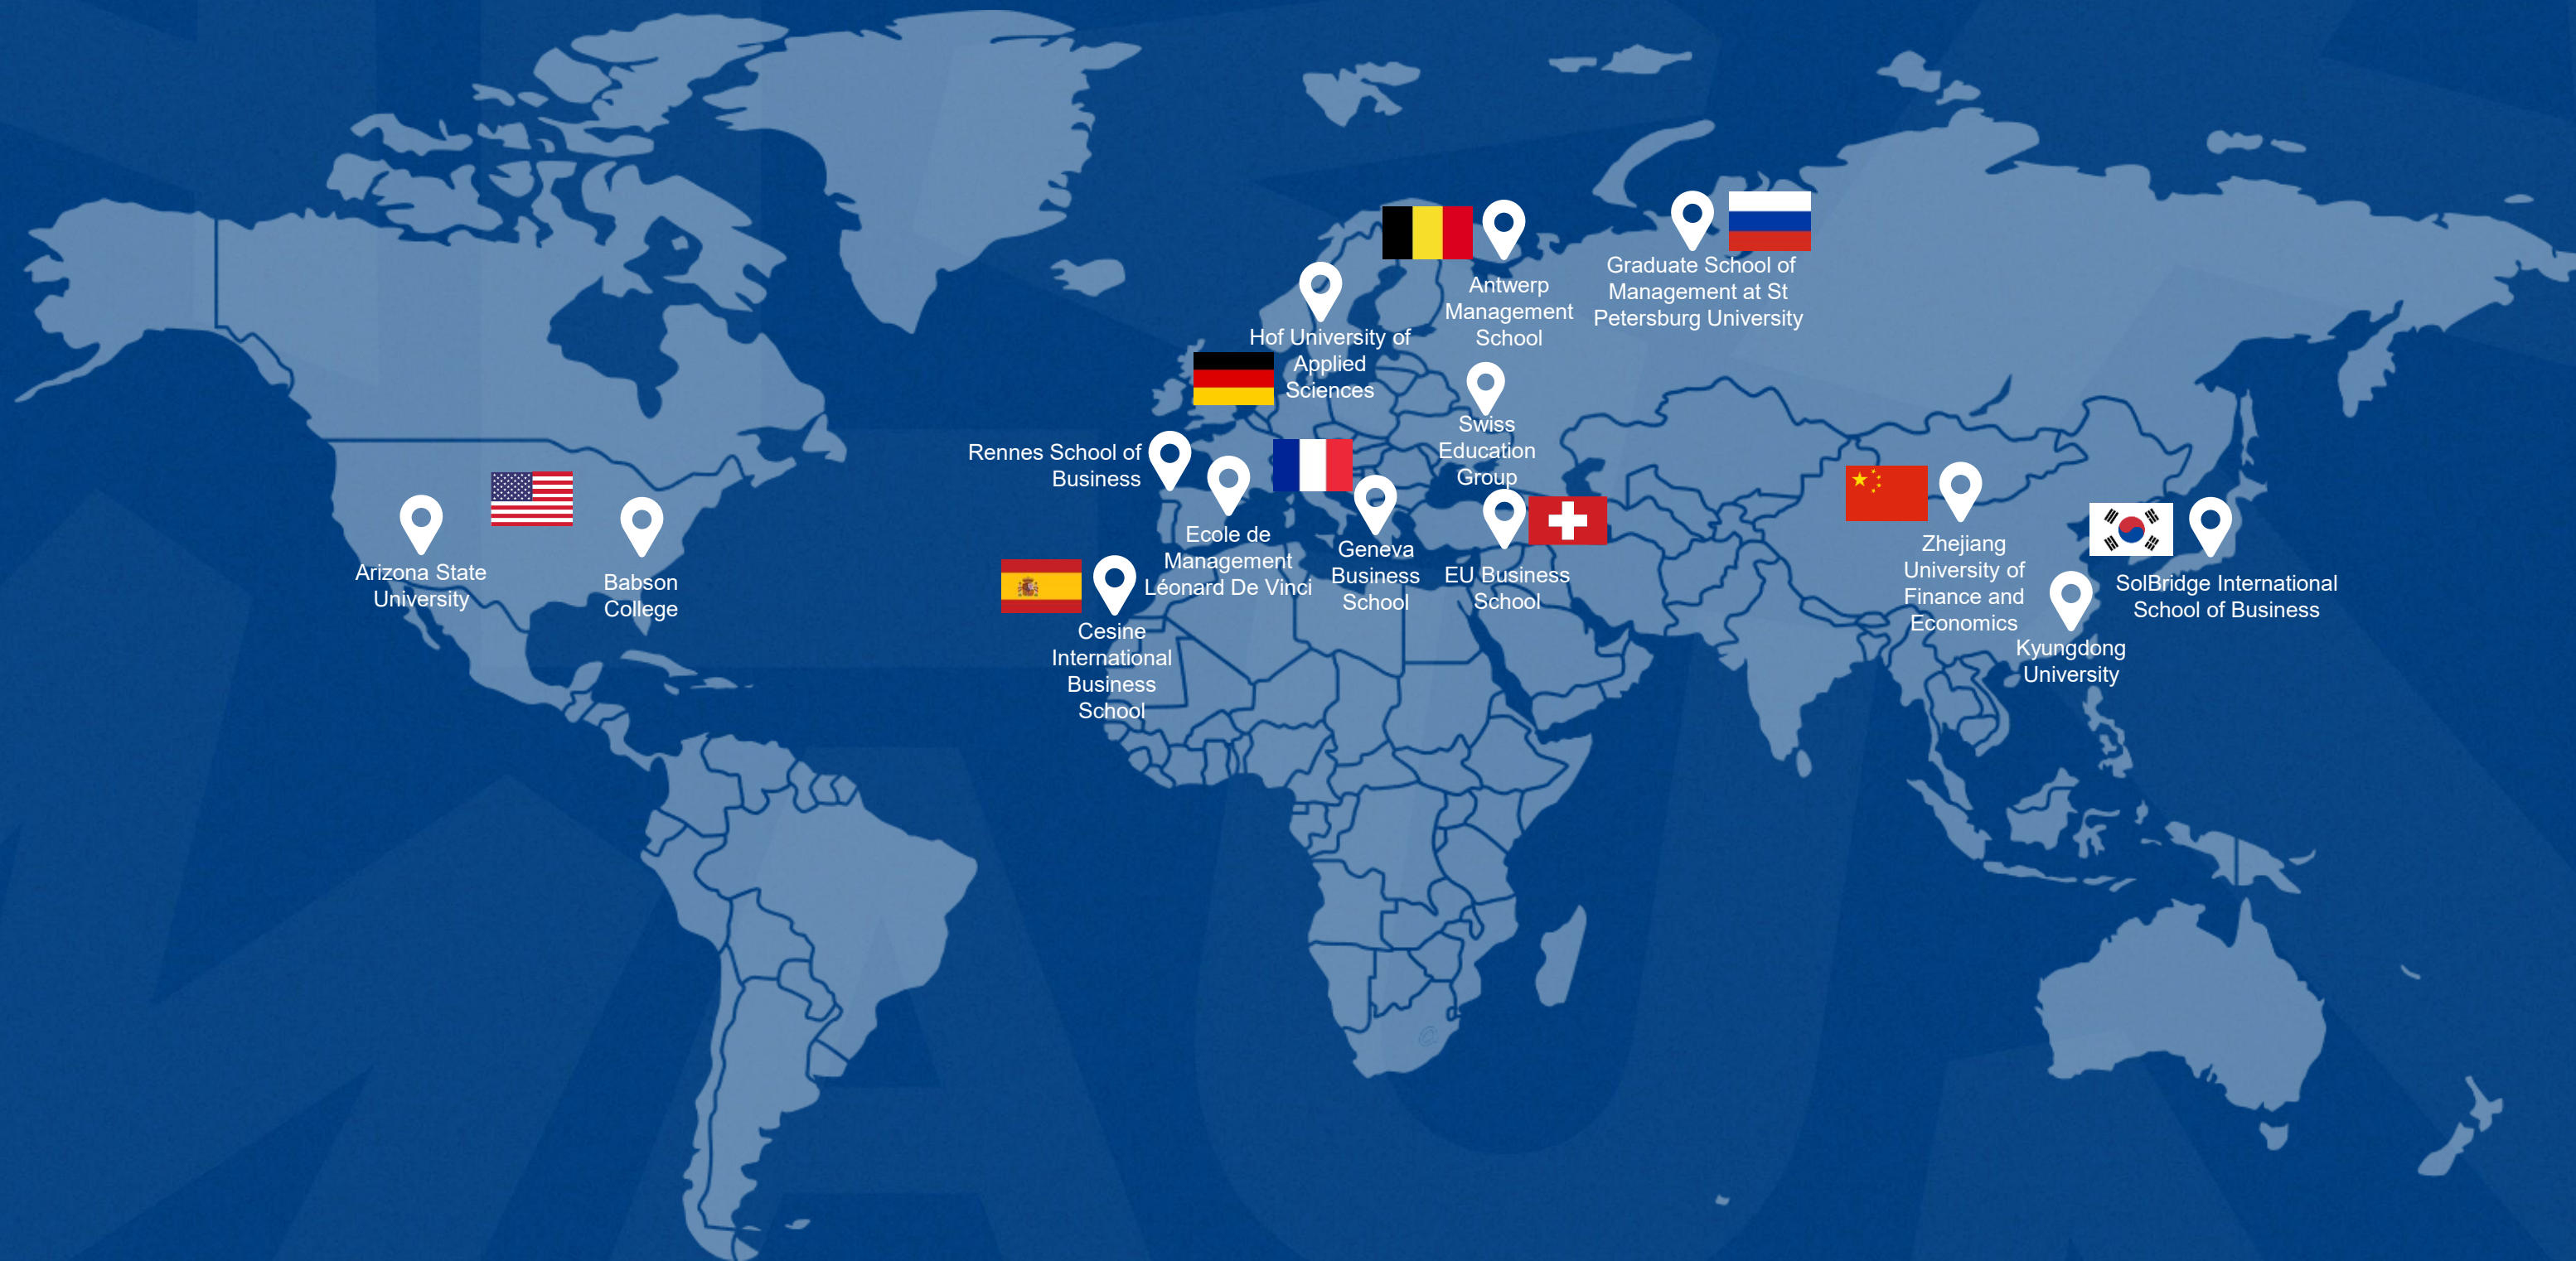 Graduate School of
Management at St
Petersburg University
Antwerp
Management
School
Hof University of
Applied
Sciences
Swiss
Education
Group
Rennes School of
Business
Ecole de
Management
Léonard De Vinci
Geneva
Business
School
EU Business
School
Arizona State
University
Babson
College
Cesine
International
Business
School
Zhejiang
University of
Finance and
Economics
SolBridge International
School of Business
Kyungdong
University